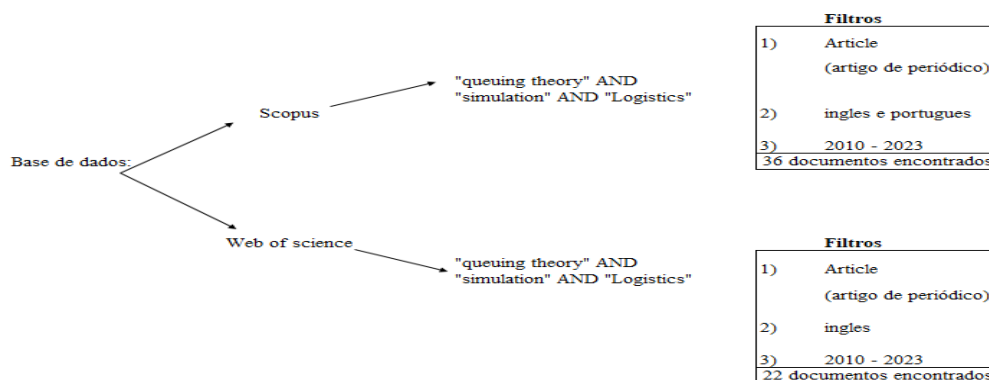 Base de dados:
Scopus
"queuing theory" AND
"simulation" AND "Logistics"
Filtros
1) Article
(artigo de periódico)
2) ingles e portugues
3) 2010 - 2023
36 documentos encontrados
Web of science
"queuing theory" AND
"simulation" AND "Logistics"
Filtros
1) Article
(artigo de periódico)
2) ingles
3) 2010 - 2023
22 documentos encontrados